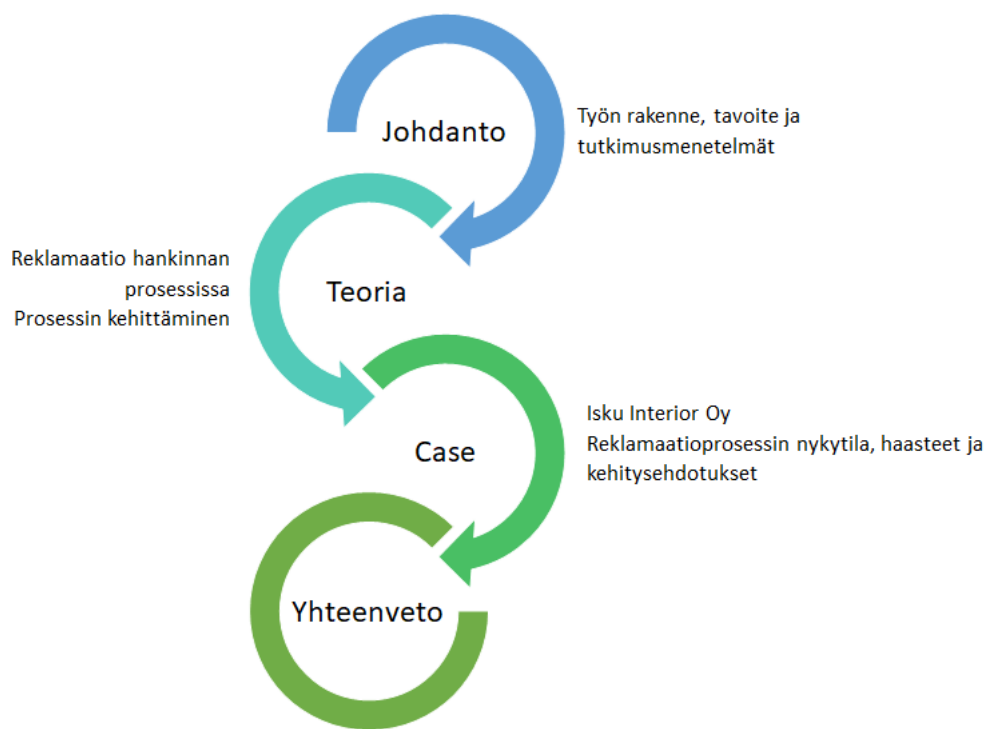 Johdanto
Työn rakenne, tavoite ja
tutkimusmenetelmät
Reklamaatio hankinnan
prosessissa
Prosessin kehittäminen
Teoria
Case
Isku Interior Oy
Reklamaatioprosessin nykytila, haasteet ja
kehitysehdotukset
Yhteenveto